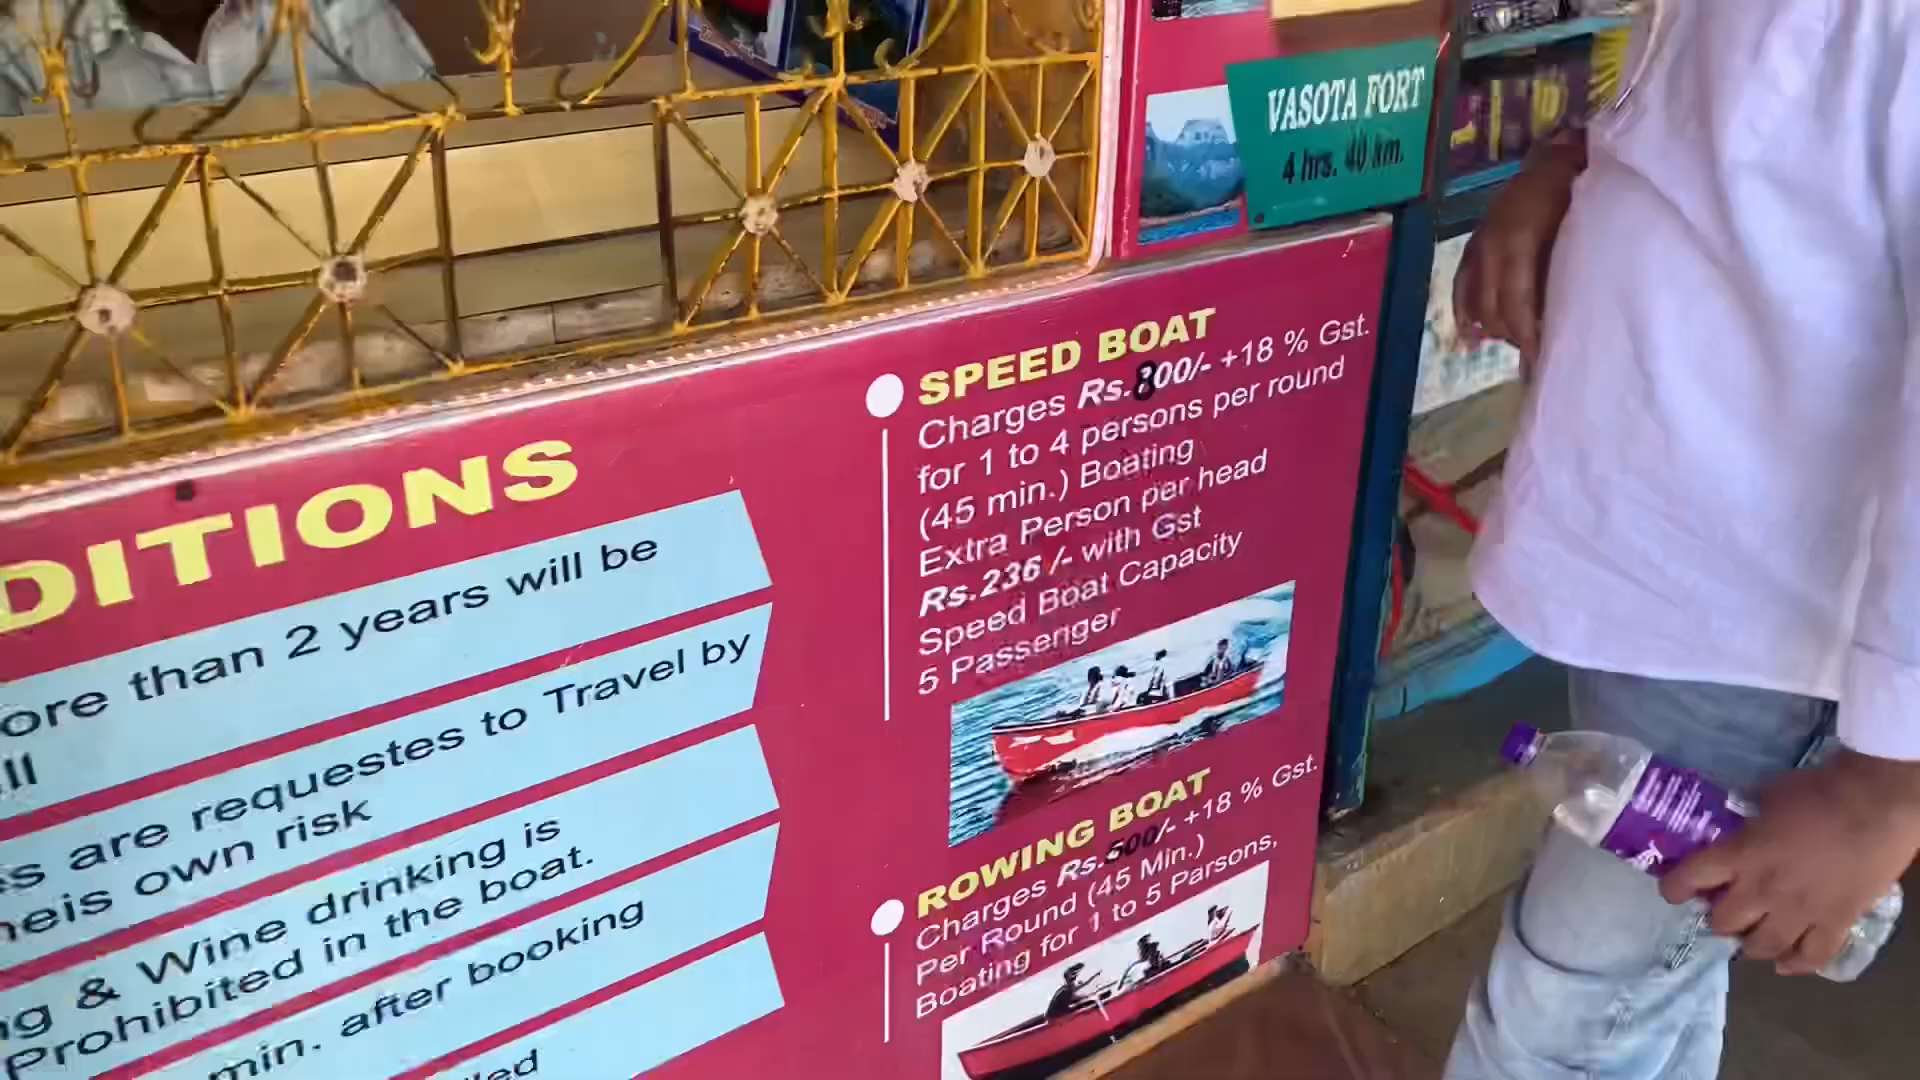 VASOTA FORT
4 hrs. 40 km.
DITIONS
ore than 2 years will be
ll
s are requestes to Travel by
heis own risk
ng & Wine drinking is
Prohibited in the boat.
min. after booking
lled
SPEED BOAT
Charges Rs.800/- +18 % Gst.
for 1 to 4 persons per round
(45 min.) Boating
Extra Person per head
Rs.236 /- with Gst
Speed Boat Capacity
5 Passenger
ROWING BOAT
Charges Rs.500/- +18 % Gst.
Per Round (45 Min.)
Boating for 1 to 5 Parsons,